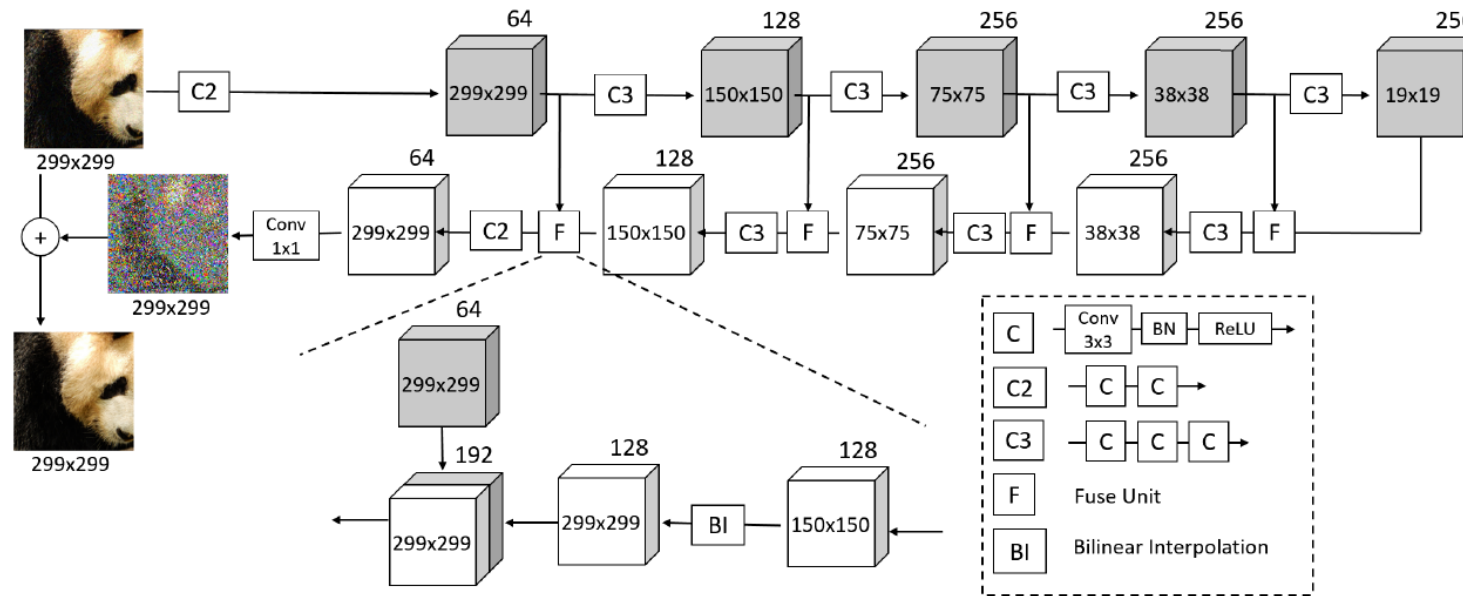 64
128
256
256
C2
299x299
C3
150x150
C3
75x75
C3
38x38
C3
19x19
299x299
64
128
256
256
+
Conv
1x1
299x299
C2
F
150x150
C3
F
75x75
C3
F
38x38
C3
F
299x299
64
299x299
299x299
192
128
128
299x299
299x299
BI
150x150
C
Conv
3x3
BN
ReLU
C2
C
C
C3
C
C
C
F
Fuse Unit
BI
Bilinear Interpolation